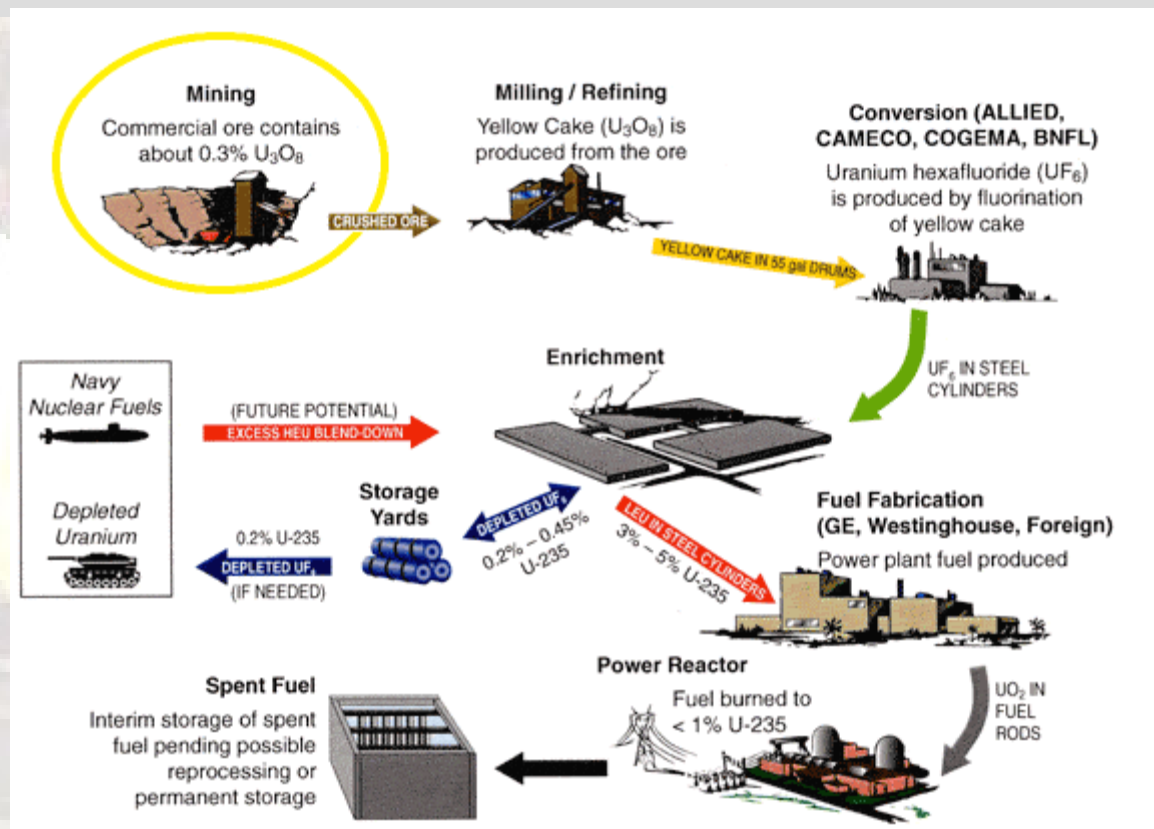 Mining
Commercial ore contains
about 0.3% U₃O₈
CRUSHED ORE
Milling / Refining
Yellow Cake (U₃O₈) is
produced from the ore
YELLOW CAKE IN 55 gal DRUMS
Conversion (ALLIED,
CAMECO, COGEMA, BNFL)
Uranium hexafluoride (UF₆)
is produced by fluorination
of yellow cake
UF₆ IN STEEL
CYLINDERS
Enrichment
Navy
Nuclear Fuels
(FUTURE POTENTIAL)
EXCESS HEU BLEND-DOWN
Depleted
Uranium
0.2% U-235
DEPLETED UF₆
(IF NEEDED)
Storage
Yards
DEPLETED UF₆
0.2% – 0.45%
U-235
LEU IN STEEL CYLINDERS
3% – 5% U-235
Fuel Fabrication
(GE, Westinghouse, Foreign)
Power plant fuel produced
UO₂ IN
FUEL
RODS
Power Reactor
Fuel burned to
< 1% U-235
Spent Fuel
Interim storage of spent
fuel pending possible
reprocessing or
permanent storage